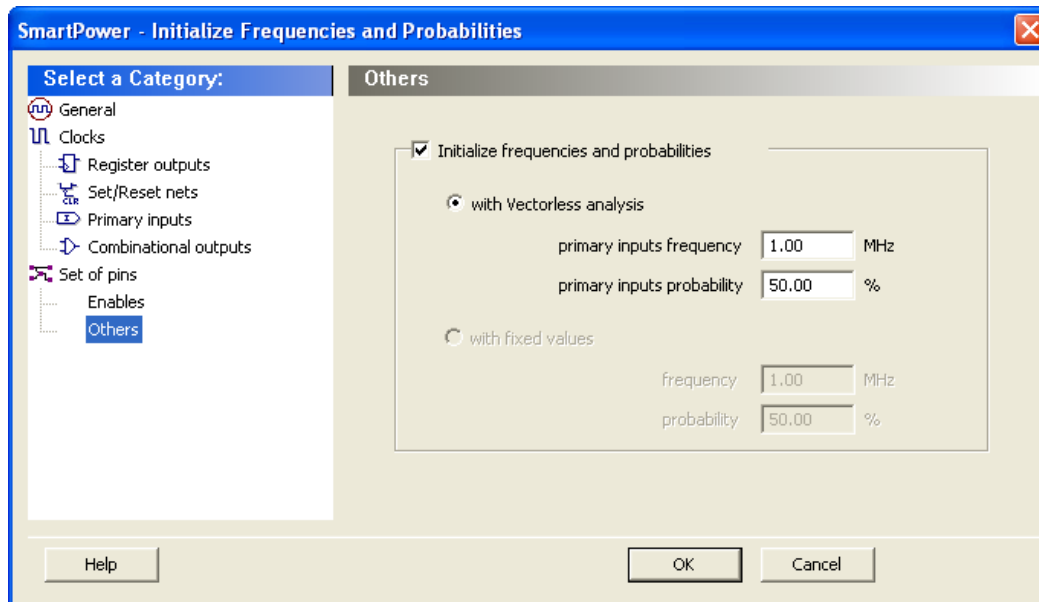 SmartPower - Initialize Frequencies and Probabilities
Select a Category:
General
Clocks
Register outputs
Set/Reset nets
CLR
Primary inputs
Combinational outputs
Set of pins
Enables
Others
Others
Initialize frequencies and probabilities
with Vectorless analysis
primary inputs frequency 1.00 MHz
primary inputs probability 50.00 %
with fixed values
frequency 1.00 MHz
probability 50.00 %
Help OK Cancel